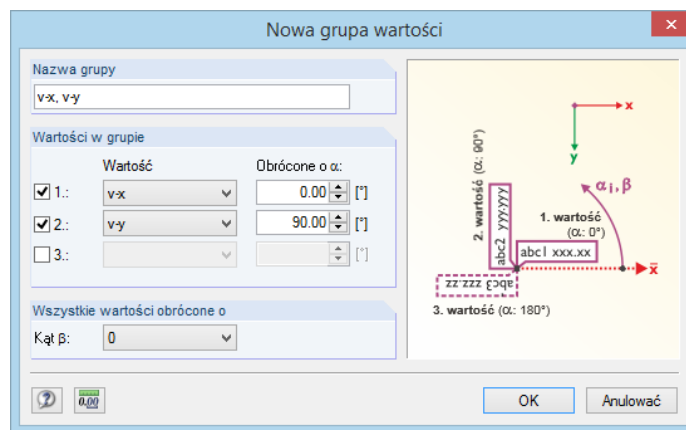 Nowa grupa wartości
Nazwa grupy
v-x, v-y
Wartości w grupie
Wartość Obrócone o α:
1.: v-x 0.00 [°]
2.: v-y 90.00 [°]
3.: [°]
Wszystkie wartości obrócone o
Kąt β: 0
x
y
αi, β
2. wartość (α: 90°)
abc2 yyy.yyy
1. wartość
(α: 0°)
abc1 xxx.xx
x̄
abc3 zzz.zz
3. wartość (α: 180°)
0.00
OK Anulować